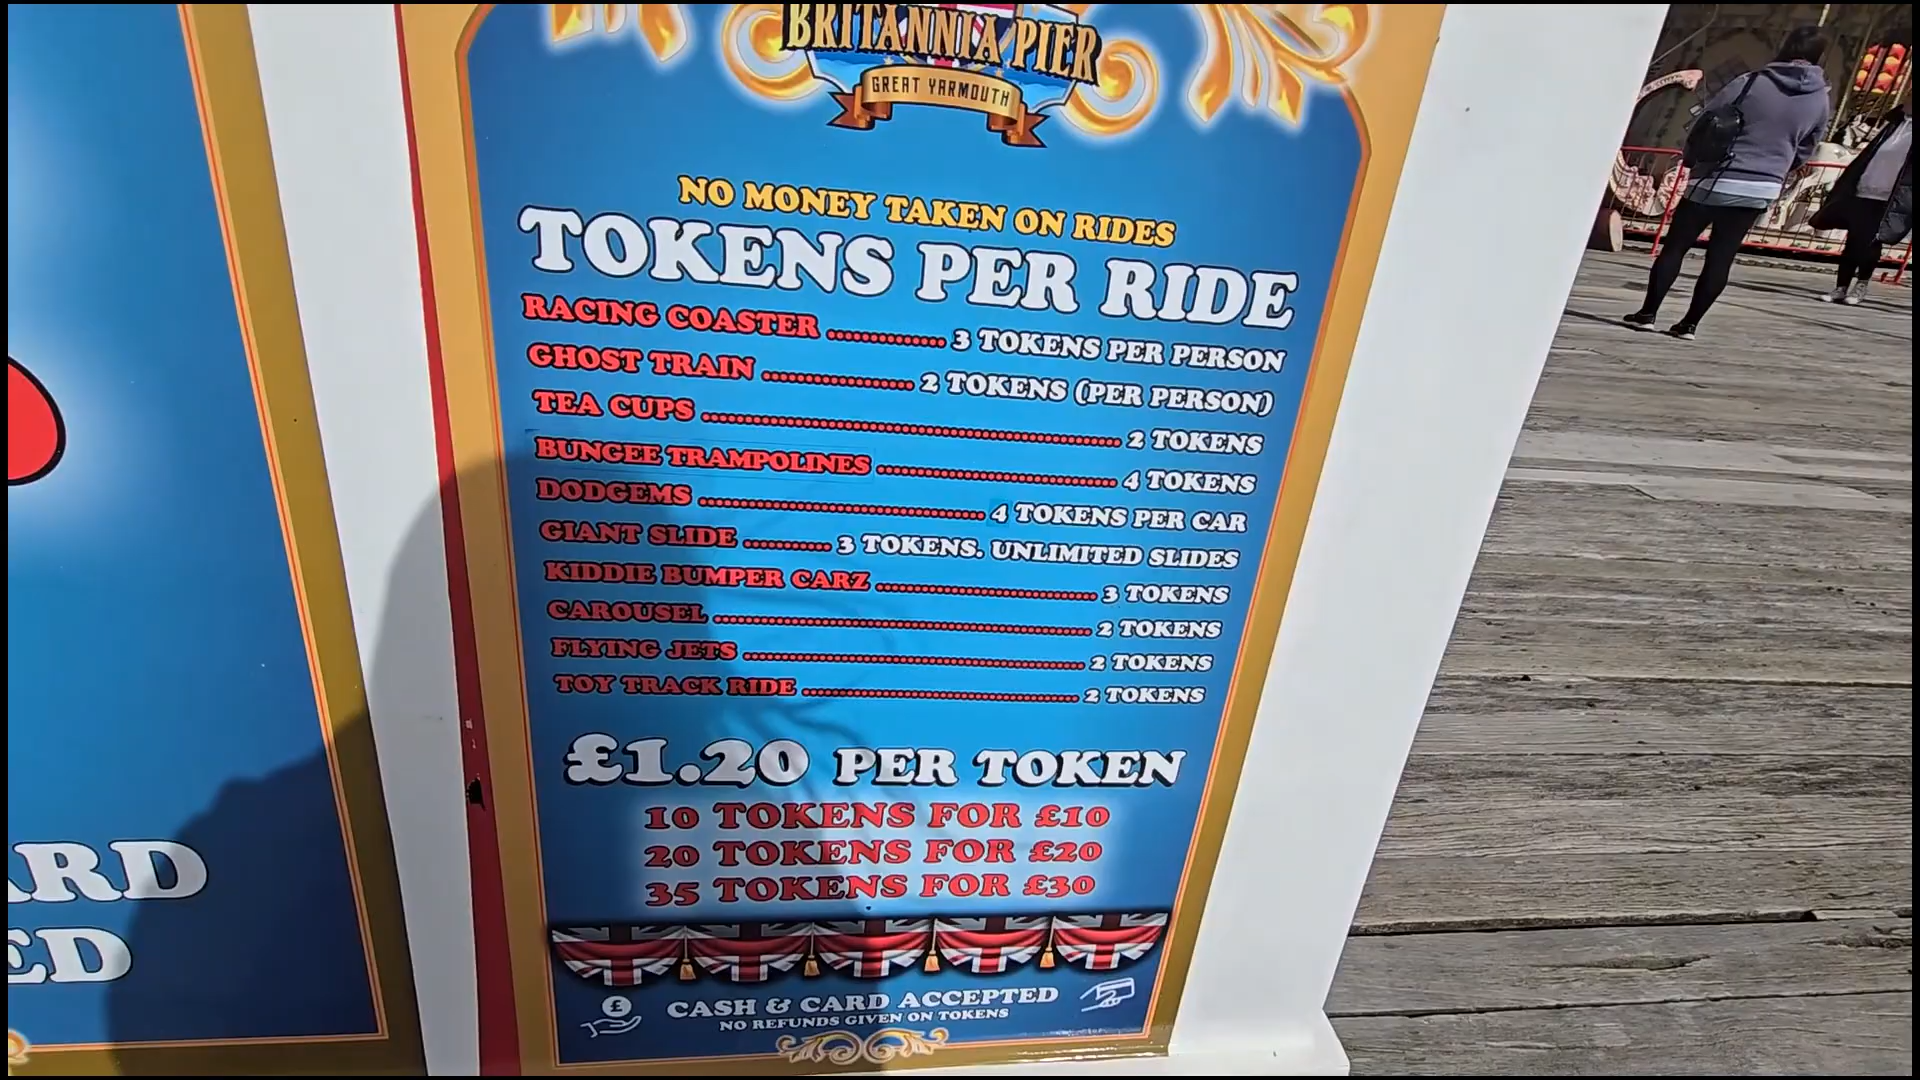 BRITANNIA PIER
GREAT YARMOUTH
NO MONEY TAKEN ON RIDES
TOKENS PER RIDE
RACING COASTER .............. 3 TOKENS PER PERSON
GHOST TRAIN .................. 2 TOKENS (PER PERSON)
TEA CUPS .................................................. 2 TOKENS
BUNGEE TRAMPOLINES ............................. 4 TOKENS
DODGEMS ................................... 4 TOKENS PER CAR
GIANT SLIDE ........... 3 TOKENS. UNLIMITED SLIDES
KIDDIE BUMPER CARZ ........................... 3 TOKENS
CAROUSEL .............................................. 2 TOKENS
FLYING JETS .......................................... 2 TOKENS
TOY TRACK RIDE .................................. 2 TOKENS
£1.20 PER TOKEN
10 TOKENS FOR £10
20 TOKENS FOR £20
35 TOKENS FOR £30
£ CASH & CARD ACCEPTED
NO REFUNDS GIVEN ON TOKENS
ARD
ED